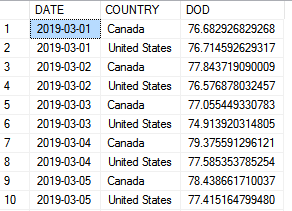 DATE COUNTRY DOD
1 2019-03-01 Canada 76.682926829268
2 2019-03-01 United States 76.714592629317
3 2019-03-02 Canada 77.843719090009
4 2019-03-02 United States 76.576878032457
5 2019-03-03 Canada 77.055449330783
6 2019-03-03 United States 74.913920314805
7 2019-03-04 Canada 79.375591296121
8 2019-03-04 United States 77.585353785254
9 2019-03-05 Canada 78.438661710037
10 2019-03-05 United States 77.415164799480